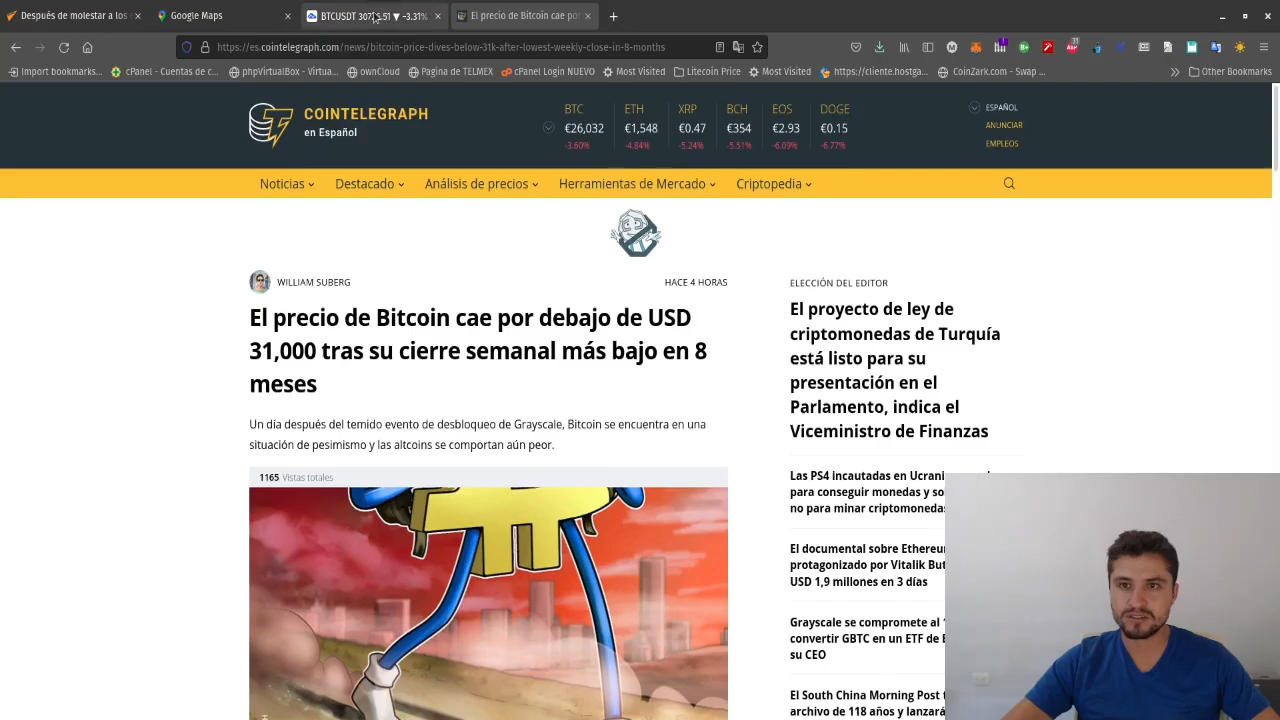 Después de molestar a los
Google Maps
BTCUSDT ▼ -3.31%
El precio de Bitcoin cae por
https://es.cointelegraph.com/news/bitcoin-price-dives-below-31k-after-lowest-weekly-close-in-8-months
Import bookmarks...
cPanel - Cuentas de c...
phpVirtualBox - Virtua...
ownCloud
Pagina de TELMEX
cPanel Login NUEVO
Most Visited
Litecoin Price
Most Visited
https://cliente.hostga...
CoinZark.com - Swap ...
Other Bookmarks
COINTELEGRAPH
en Español
BTC ETH XRP BCH EOS DOGE
€26,032 €1,548 €0.47 €354 €2.93 €0.15
-3.60% -4.84% -5.24% -5.51% -6.09% -6.77%
ESPAÑOL
ANUNCIAR
EMPLEOS
Noticias Destacado Análisis de precios Herramientas de Mercado Criptopedia
WILLIAM SUBERG
HACE 4 HORAS
El precio de Bitcoin cae por debajo de USD
31,000 tras su cierre semanal más bajo en 8
meses
Un día después del temido evento de desbloqueo de Grayscale, Bitcoin se encuentra en una
situación de pesimismo y las altcoins se comportan aún peor.
1165 Vistas totales
ELECCIÓN DEL EDITOR
El proyecto de ley de
criptomonedas de Turquía
está listo para su
presentación en el
Parlamento, indica el
Viceministro de Finanzas
Las PS4 incautadas en
para conseguir monedas y
no para minar
El documental sobre
protagonizado por Vitalik
USD 1,9 millones en 3 días
Grayscale se compromete al
convertir GBTC en un ETF de
su CEO
El South China Morning Post
archivo de 118 años y